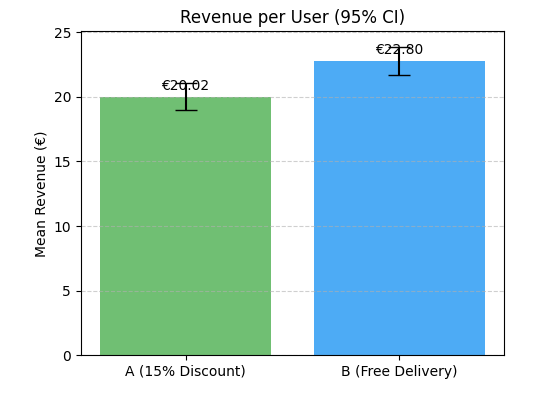 Revenue per User (95% CI)
Mean Revenue (€)
25
20
15
10
5
0
€20.02
€22.80
A (15% Discount)
B (Free Delivery)